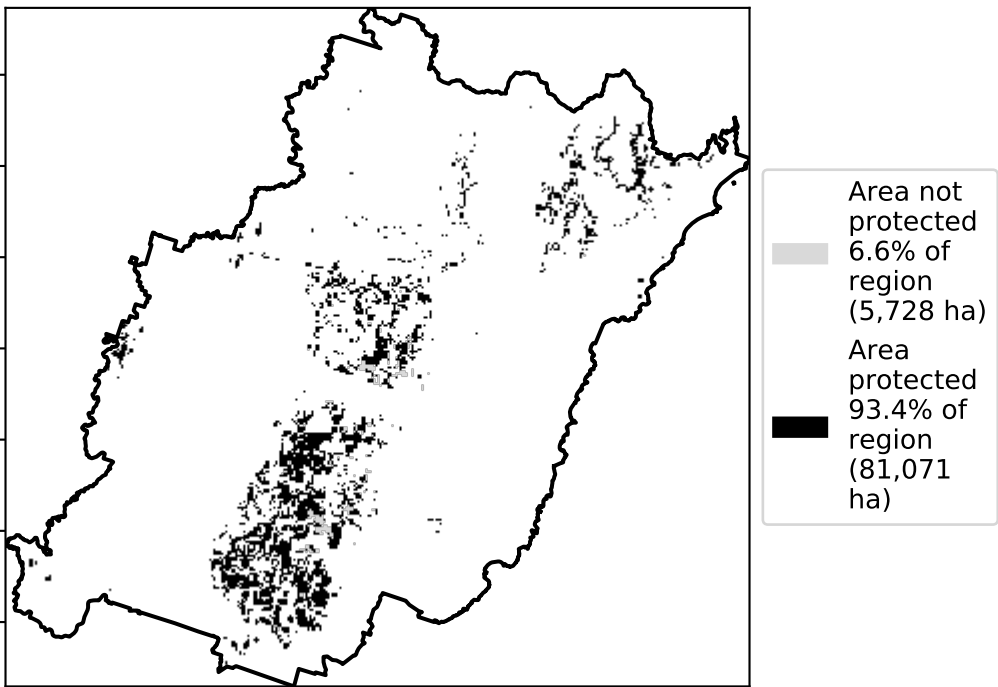 Area not
protected
6.6% of
region
(5,728 ha)
Area
protected
93.4% of
region
(81,071
ha)